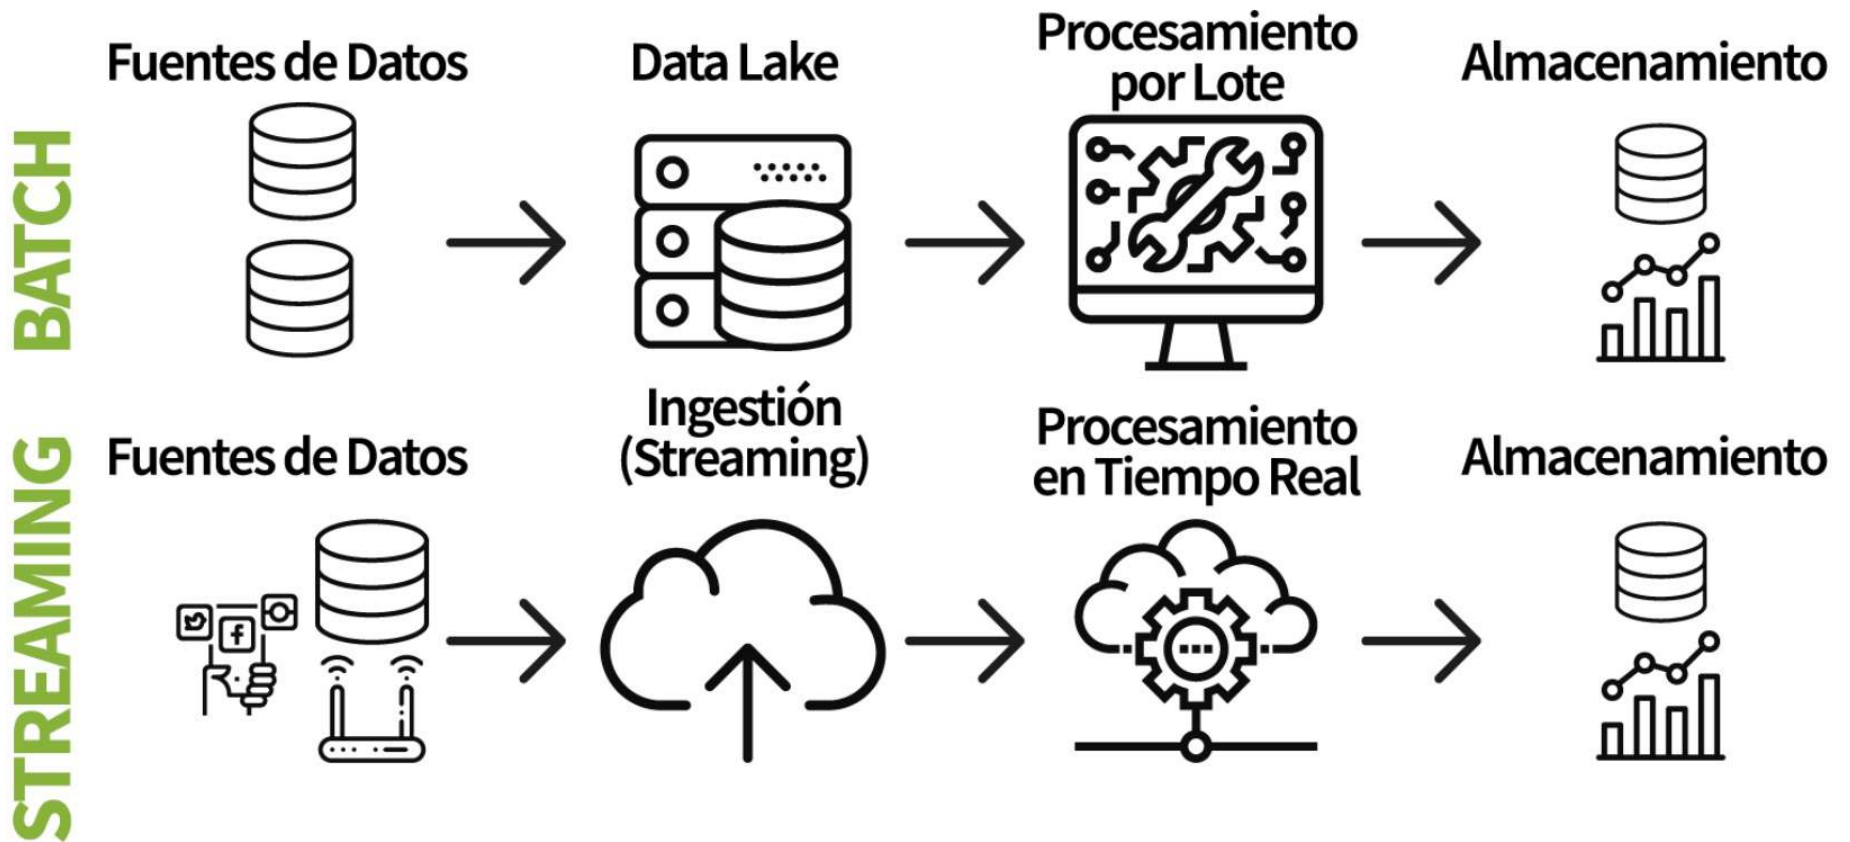 BATCH
Fuentes de Datos
Data Lake
Procesamiento
por Lote
Almacenamiento
STREAMING
Fuentes de Datos
Ingestión
(Streaming)
Procesamiento
en Tiempo Real
Almacenamiento